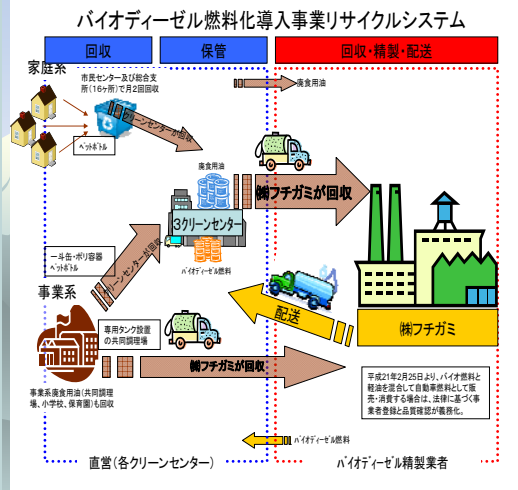 バイオディーゼル燃料化導入事業リサイクルシステム
回収
保管
回収・精製・配送
家庭系
市民センター及び総合支
所（16ヶ所）で月2回回収
廃食用油
クリーンセンターが回収
ペットボトル
廃食用油
㈱フチガミが回収
3クリーンセンター
一斗缶・ポリ容器
ペットボトル
クリーンセンターが回収
バイオディーゼル燃料
事業系
配送
㈱フチガミ
専用タンク設置
の共同調理場
㈱フチガミが回収
事業系廃食用油（共同調理
場、小学校、保育園）も回収
平成21年2月25日より、バイオ燃料と
軽油を混合して自動車燃料として販
売・消費する場合は、法律に基づく事
業者登録と品質確認が義務化。
バイオディーゼル燃料
直営（各クリーンセンター）
バイオディーゼル精製業者